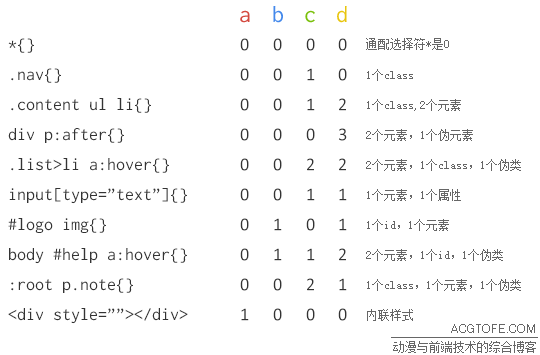 a b c d
*{} 0 0 0 0 通配选择符*是0
.nav{} 0 0 1 0 1个class
.content ul li{} 0 0 1 2 1个class,2个元素
div p:after{} 0 0 0 3 2个元素，1个伪元素
.list>li a:hover{} 0 0 2 2 2个元素，1个class，1个伪类
input[type=”text”]{} 0 0 1 1 1个元素，1个属性
#logo img{} 0 1 0 1 1个id，1个元素
body #help a:hover{} 0 1 1 2 2个元素，1个id，1个伪类
:root p.note{} 0 0 2 1 1个class，1个元素，1个伪类
<div style=””></div> 1 0 0 0 内联样式
ACGTOFE.COM
动漫与前端技术的综合博客